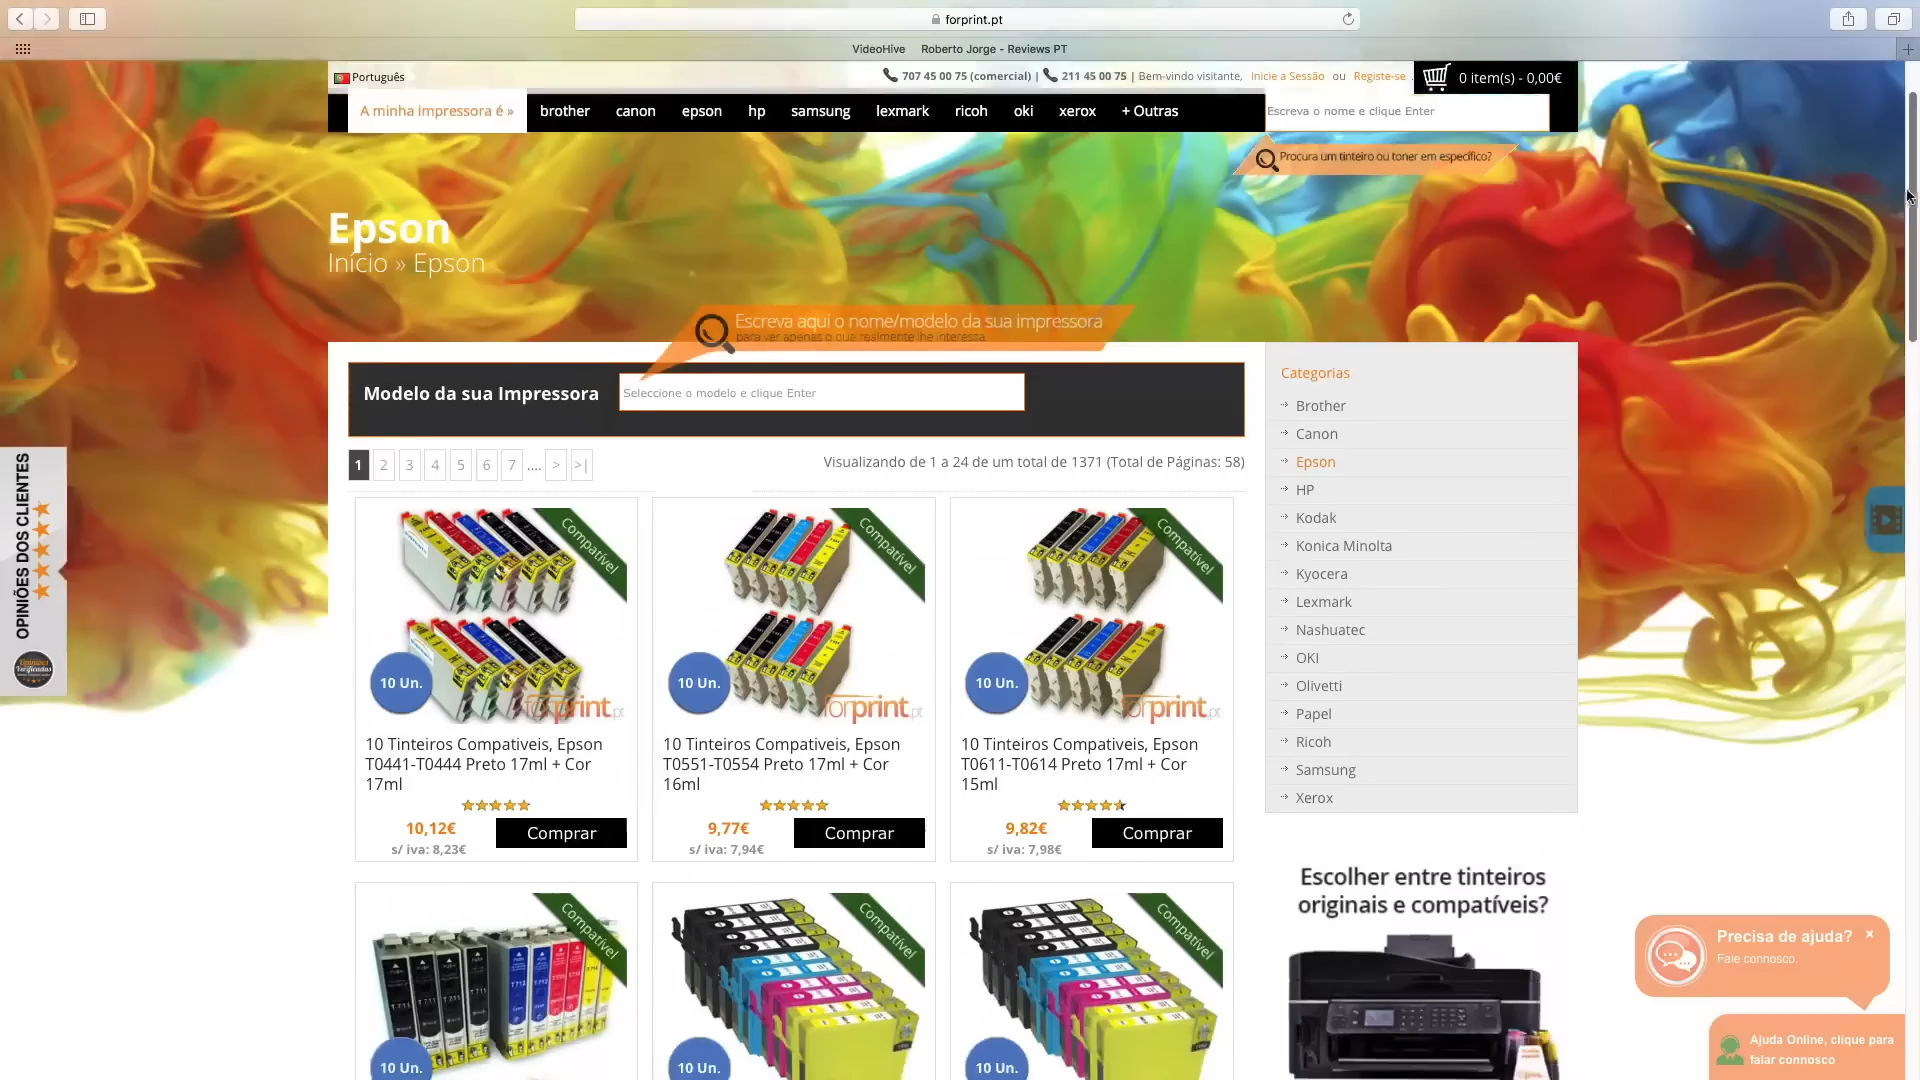 forprint.pt
VideoHive Roberto Jorge - Reviews PT
Português
707 45 00 75 (comercial) | 211 45 00 75 | Bem-vindo visitante, Inicie a Sessão ou Registe-se .
0 item(s) - 0,00€
A minha impressora é » brother canon epson hp samsung lexmark ricoh oki xerox + Outras
Escreva o nome e clique Enter
Procura um tinteiro ou toner em específico?
Epson
Início » Epson
Escreva aqui o nome/modelo da sua impressora
para ver apenas o que realmente lhe interessa.
Modelo da sua Impressora
Seleccione o modelo e clique Enter
1 2 3 4 5 6 7 .... > >|
Visualizando de 1 a 24 de um total de 1371 (Total de Páginas: 58)
OPINIÕES DOS CLIENTES
Opiniões
Verificadas
Compatível
10 Un.
forprint.pt
10 Tinteiros Compativeis, Epson
T0441-T0444 Preto 17ml + Cor
17ml
10,12€
s/ iva: 8,23€
Comprar
Compatível
10 Un.
forprint.pt
10 Tinteiros Compativeis, Epson
T0551-T0554 Preto 17ml + Cor
16ml
9,77€
s/ iva: 7,94€
Comprar
Compatível
10 Un.
forprint.pt
10 Tinteiros Compativeis, Epson
T0611-T0614 Preto 17ml + Cor
15ml
9,82€
s/ iva: 7,98€
Comprar
Compatível
T711 T711 T711 T711 T712
10 Un.
Compatível
10 Un.
Compatível
10 Un.
Categorias
Brother
Canon
Epson
HP
Kodak
Konica Minolta
Kyocera
Lexmark
Nashuatec
OKI
Olivetti
Papel
Ricoh
Samsung
Xerox
Escolher entre tinteiros
originais e compatíveis?
Precisa de ajuda? x
Fale connosco.
Ajuda Online, clique para
falar connosco